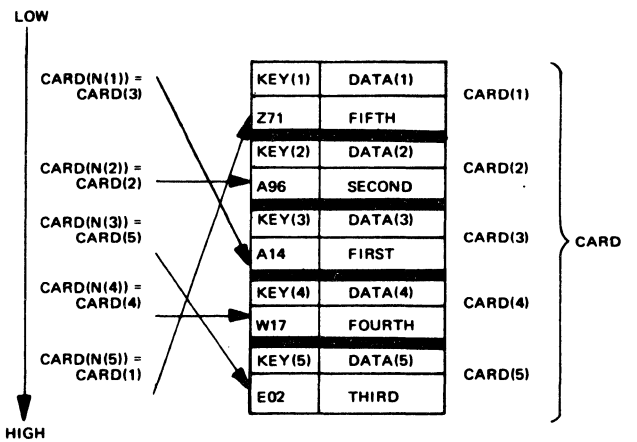 LOW
CARD(N(1)) =
CARD(3)
CARD(N(2)) =
CARD(2)
CARD(N(3)) =
CARD(5)
CARD(N(4)) =
CARD(4)
CARD(N(5)) =
CARD(1)
HIGH
KEY(1) DATA(1)
Z71 FIFTH
KEY(2) DATA(2)
A96 SECOND
KEY(3) DATA(3)
A14 FIRST
KEY(4) DATA(4)
W17 FOURTH
KEY(5) DATA(5)
E02 THIRD
CARD(1)
CARD(2)
CARD(3)
CARD(4)
CARD(5)
CARD